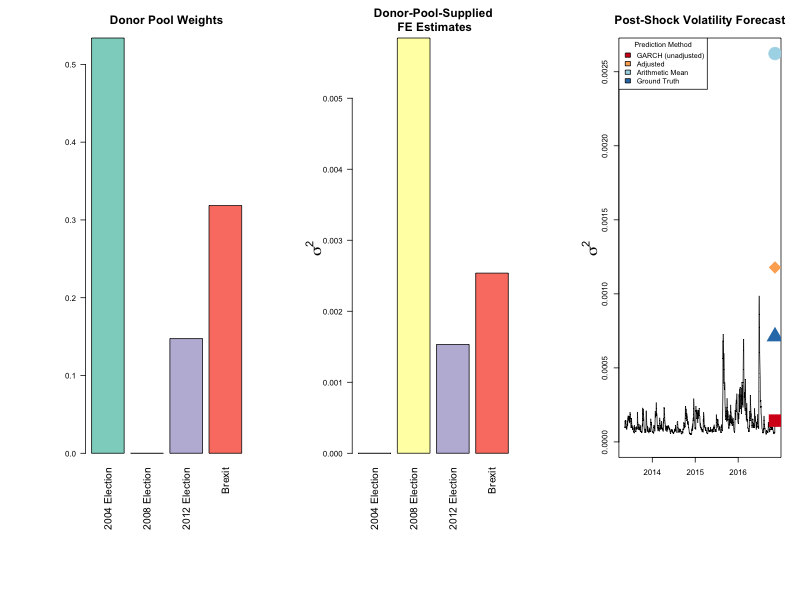 Donor Pool Weights
0.5
0.4
0.3
0.2
0.1
0.0
2004 Election
2008 Election
2012 Election
Brexit
Donor-Pool-Supplied
FE Estimates
σ2
0.005
0.004
0.003
0.002
0.001
0.000
2004 Election
2008 Election
2012 Election
Brexit
Post-Shock Volatility Forecast
σ2
0.0025
0.0020
0.0015
0.0010
0.0005
0.0000
Prediction Method
GARCH (unadjusted)
Adjusted
Arithmetic Mean
Ground Truth
2014
2015
2016